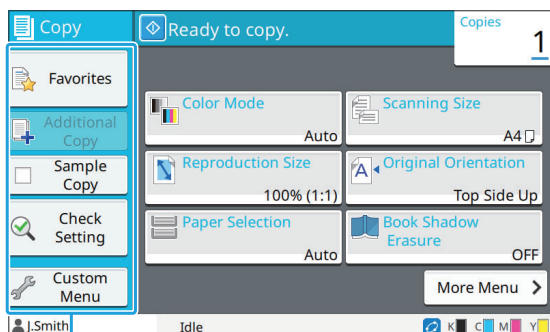 Copy
Ready to copy.
Copies
1
Favorites
Additional
Copy
Sample
Copy
Check
Setting
Custom
Menu
Color Mode
Auto
Scanning Size
A4
Reproduction Size
100% (1:1)
Original Orientation
Top Side Up
Paper Selection
Auto
Book Shadow
Erasure
OFF
More Menu
J.Smith
Idle
K C M Y